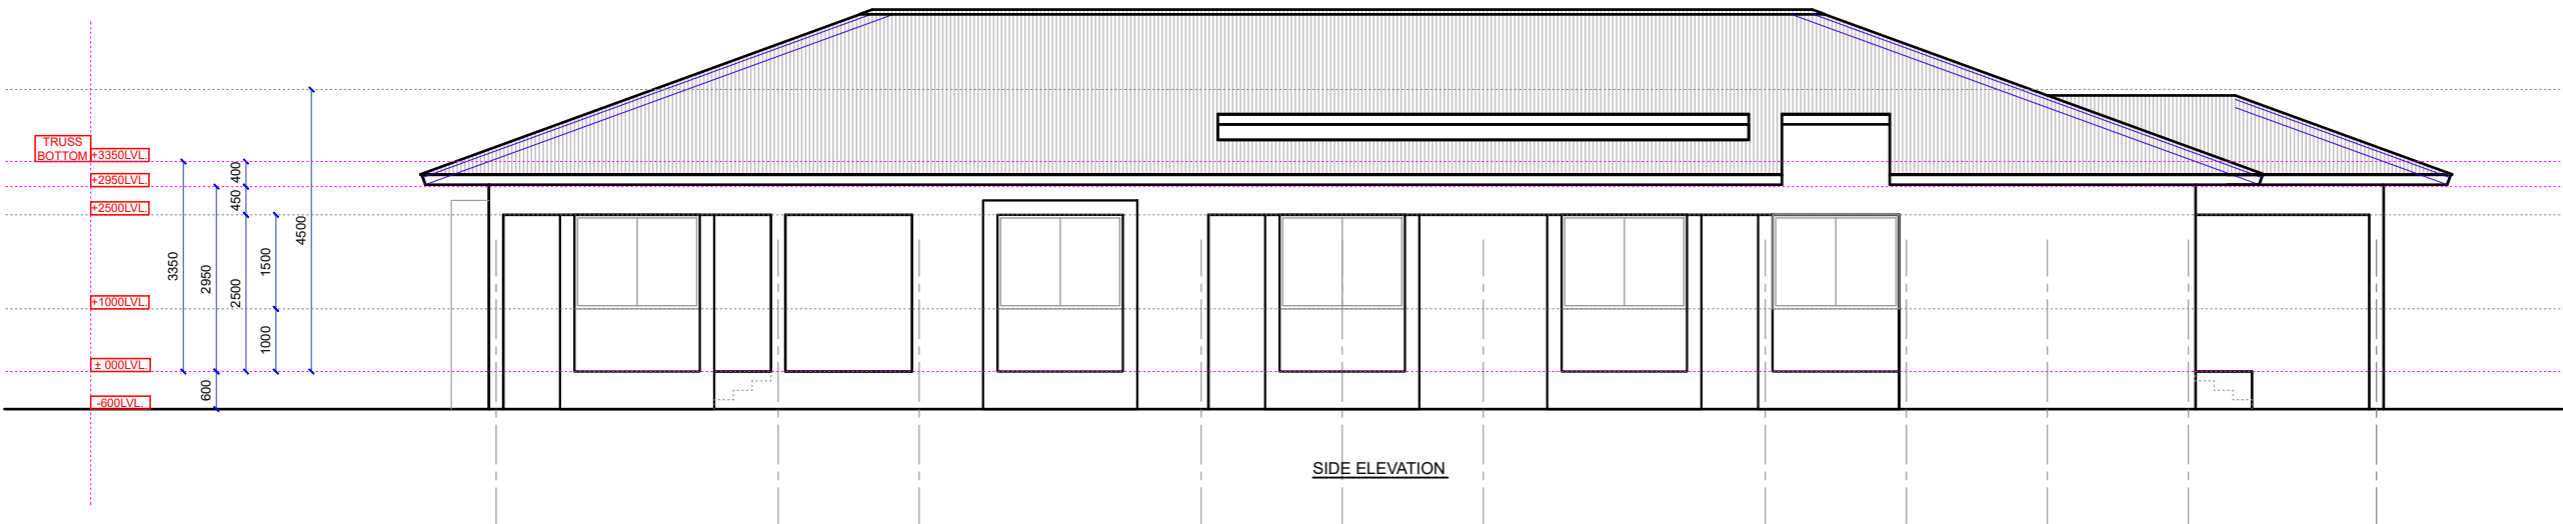 TRUSS
BOTTOM
+3350LVL.
+2950LVL.
+2500LVL.
+1000LVL.
± 000LVL.
-600LVL.
3350
2950
600
400
450
2500
1500
1000
4500
SIDE ELEVATION